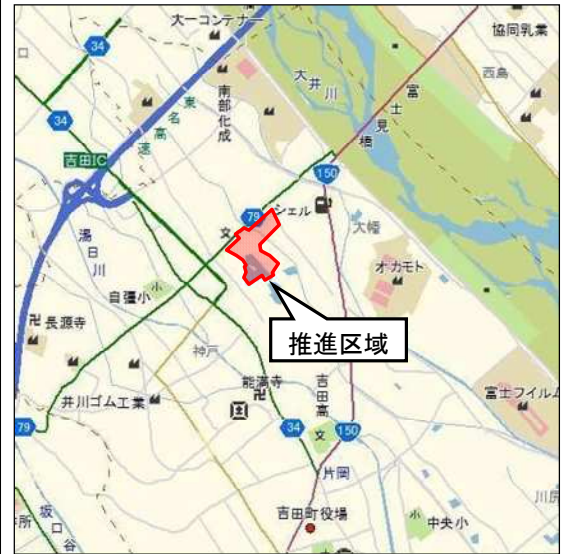 大一コンテナー
協同乳業
34
西島
大井川
富士見橋
南部化成
東名高速
34
吉田IC
150
79
シェル
文
大幡
湯日川
オカモト
自彊小
文
卍長源寺
推進区域
神戸
能満寺
卍
吉田高
富士フイルム
井川ゴム工業
79
34
文
150
片岡
川尻
坂口谷
吉田町役場
文
中央小